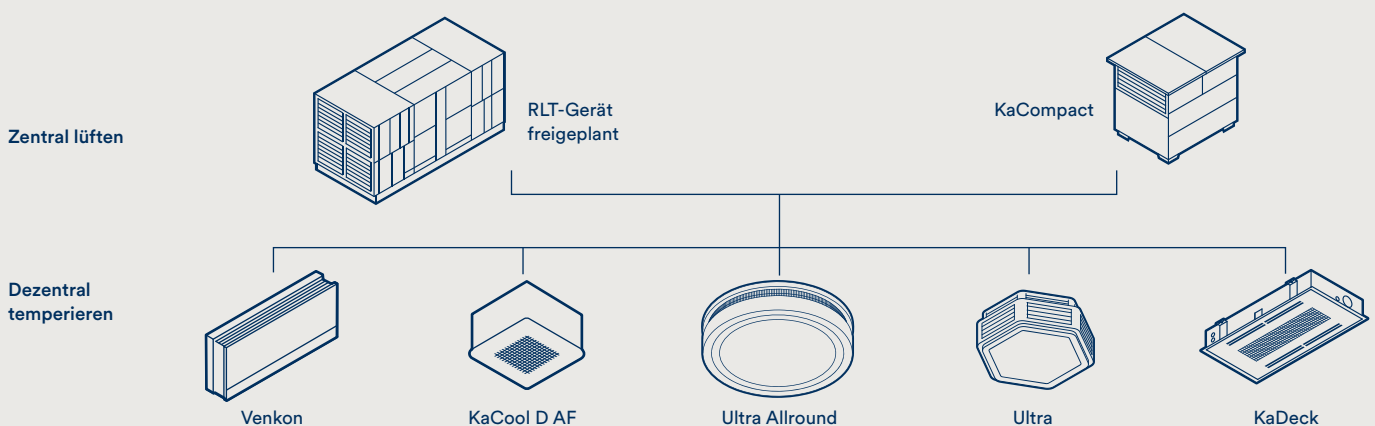 Zentral lüften
RLT-Gerät
freigeplant
KaCompact
Dezentral
temperieren
Venkon
KaCool D AF
Ultra Allround
Ultra
KaDeck